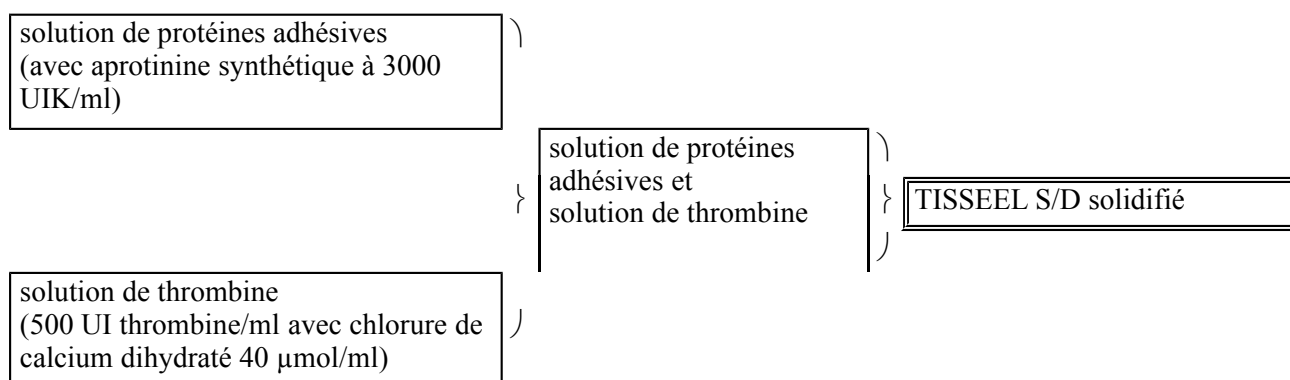 solution de protéines adhésives
(avec aprotinine synthétique à 3000
UIK/ml)
solution de protéines
adhésives et
solution de thrombine
TISSEEL S/D solidifié
solution de thrombine
(500 UI thrombine/ml avec chlorure de
calcium dihydraté 40 µmol/ml)